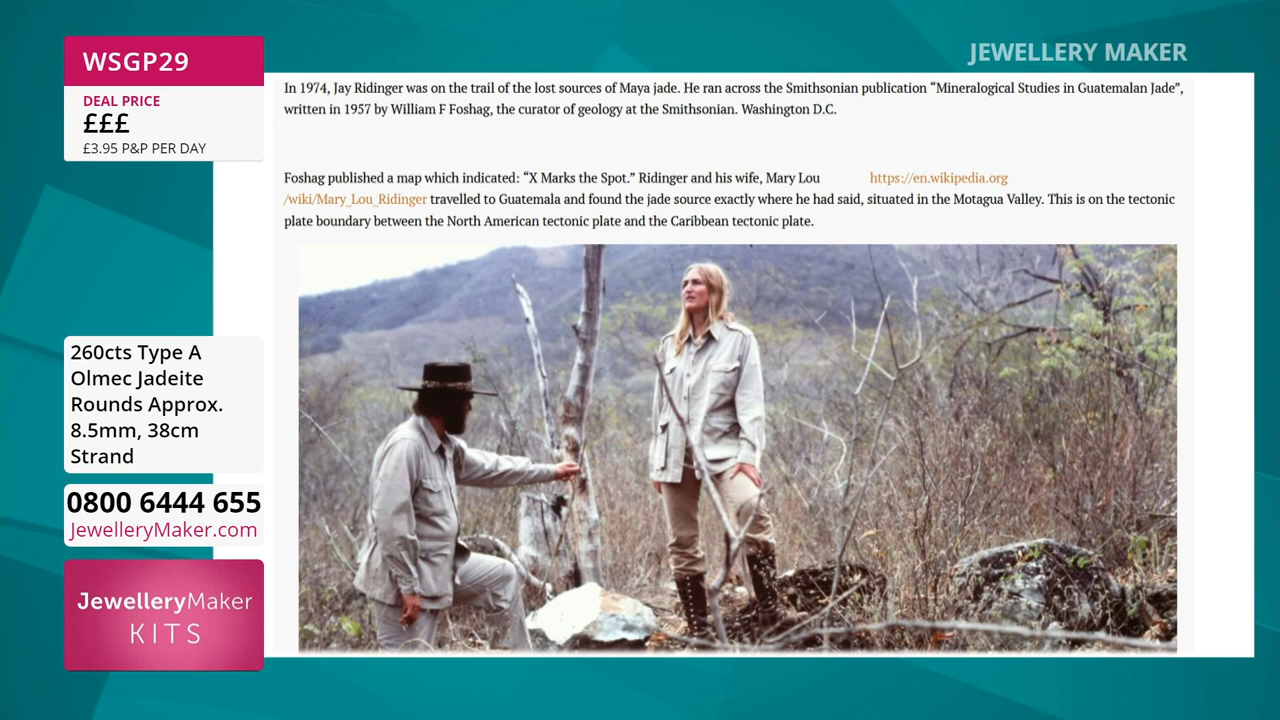 WSGP29
DEAL PRICE
£££
£3.95 P&P PER DAY
JEWELLERY MAKER
In 1974, Jay Ridinger was on the trail of the lost sources of Maya jade. He ran across the Smithsonian publication “Mineralogical Studies in Guatemalan Jade”,
written in 1957 by William F Foshag, the curator of geology at the Smithsonian. Washington D.C.
Foshag published a map which indicated: “X Marks the Spot.” Ridinger and his wife, Mary Lou https://en.wikipedia.org
/wiki/Mary_Lou_Ridinger travelled to Guatemala and found the jade source exactly where he had said, situated in the Motagua Valley. This is on the tectonic
plate boundary between the North American tectonic plate and the Caribbean tectonic plate.
260cts Type A
Olmec Jadeite
Rounds Approx.
8.5mm, 38cm
Strand
0800 6444 655
JewelleryMaker.com
JewelleryMaker
KITS